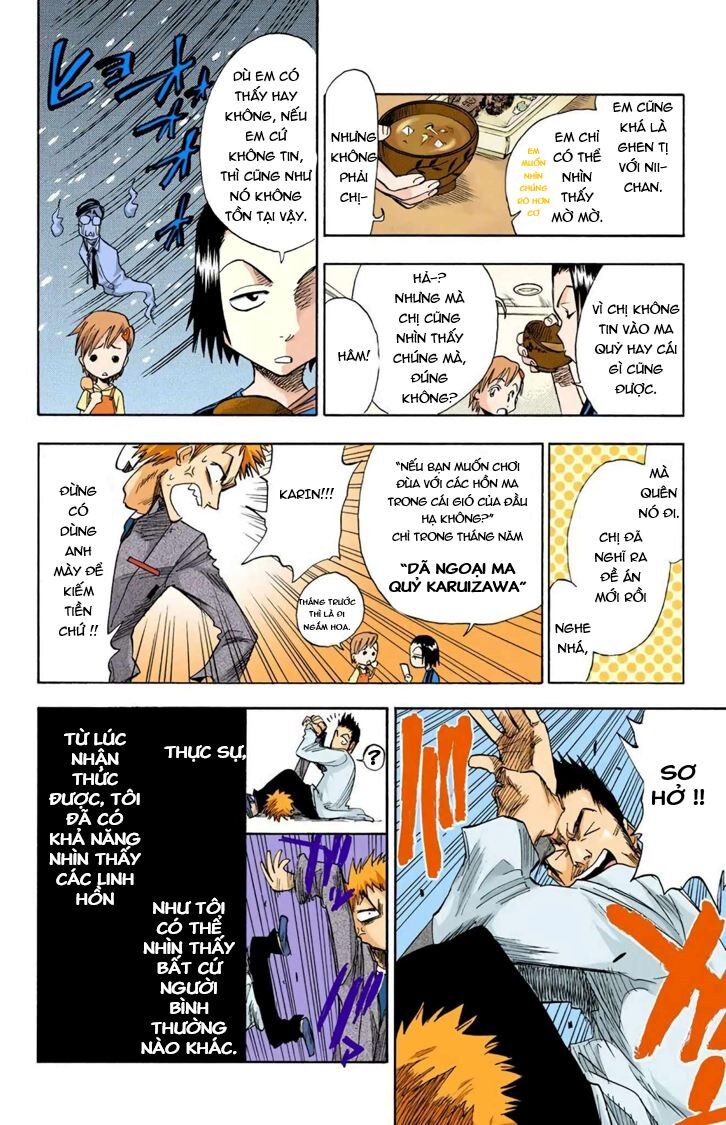 EM CŨNG
KHÁ LÀ
GHEN TỊ
VỚI NII-
CHAN.
EM CHỈ
CÓ THỂ
NHÌN
THẤY
MỜ MỜ.
EM
MUỐN
NHÌN
CHÚNG
RÕ HƠN
CƠ
NHƯNG
KHÔNG
PHẢI
CHỊ-
VÌ CHỊ KHÔNG
TIN VÀO MA
QUỶ HAY CÁI
GÌ CŨNG
ĐƯỢC.
HẢ-?
NHƯNG MÀ
CHỊ CŨNG
NHÌN THẤY
CHÚNG MÀ,
ĐÚNG
KHÔNG?
HÂM!
DÙ EM CÓ
THẤY HAY
KHÔNG, NẾU
EM CỨ
KHÔNG TIN,
THÌ CŨNG NHƯ
NÓ KHÔNG
TỒN TẠI VẬY.
ヒョオオオオオ
MÀ
QUÊN
NÓ ĐI.
CHỊ ĐÃ
NGHĨ RA
ĐỀ ÁN
MỚI RỒI
NGHE
NHÁ,
“NẾU BẠN MUỐN CHƠI
ĐÙA VỚI CÁC HỒN MA
TRONG CÁI GIÓ CỦA ĐẦU
HẠ KHÔNG?”
CHỈ TRONG THÁNG NĂM
“DÃ NGOẠI MA
QUỶ KARUIZAWA”
THÁNG TRƯỚC
THÌ LÀ ĐI
NGẮM HOA.
KARIN!!!
ĐỪNG
CÓ
DÙNG
ANH
MÀY ĐỂ
KIẾM
TIỀN
CHỨ !!
SƠ
HỞ !!
?
THỰC SỰ,
TỪ LÚC
NHẬN
THỨC
ĐƯỢC, TÔI
ĐÃ CÓ
KHẢ NĂNG
NHÌN THẤY
CÁC LINH
HỒN
NHƯ TÔI
CÓ THỂ
NHÌN THẤY
BẤT CỨ
NGƯỜI
BÌNH
THƯỜNG
NÀO KHÁC.